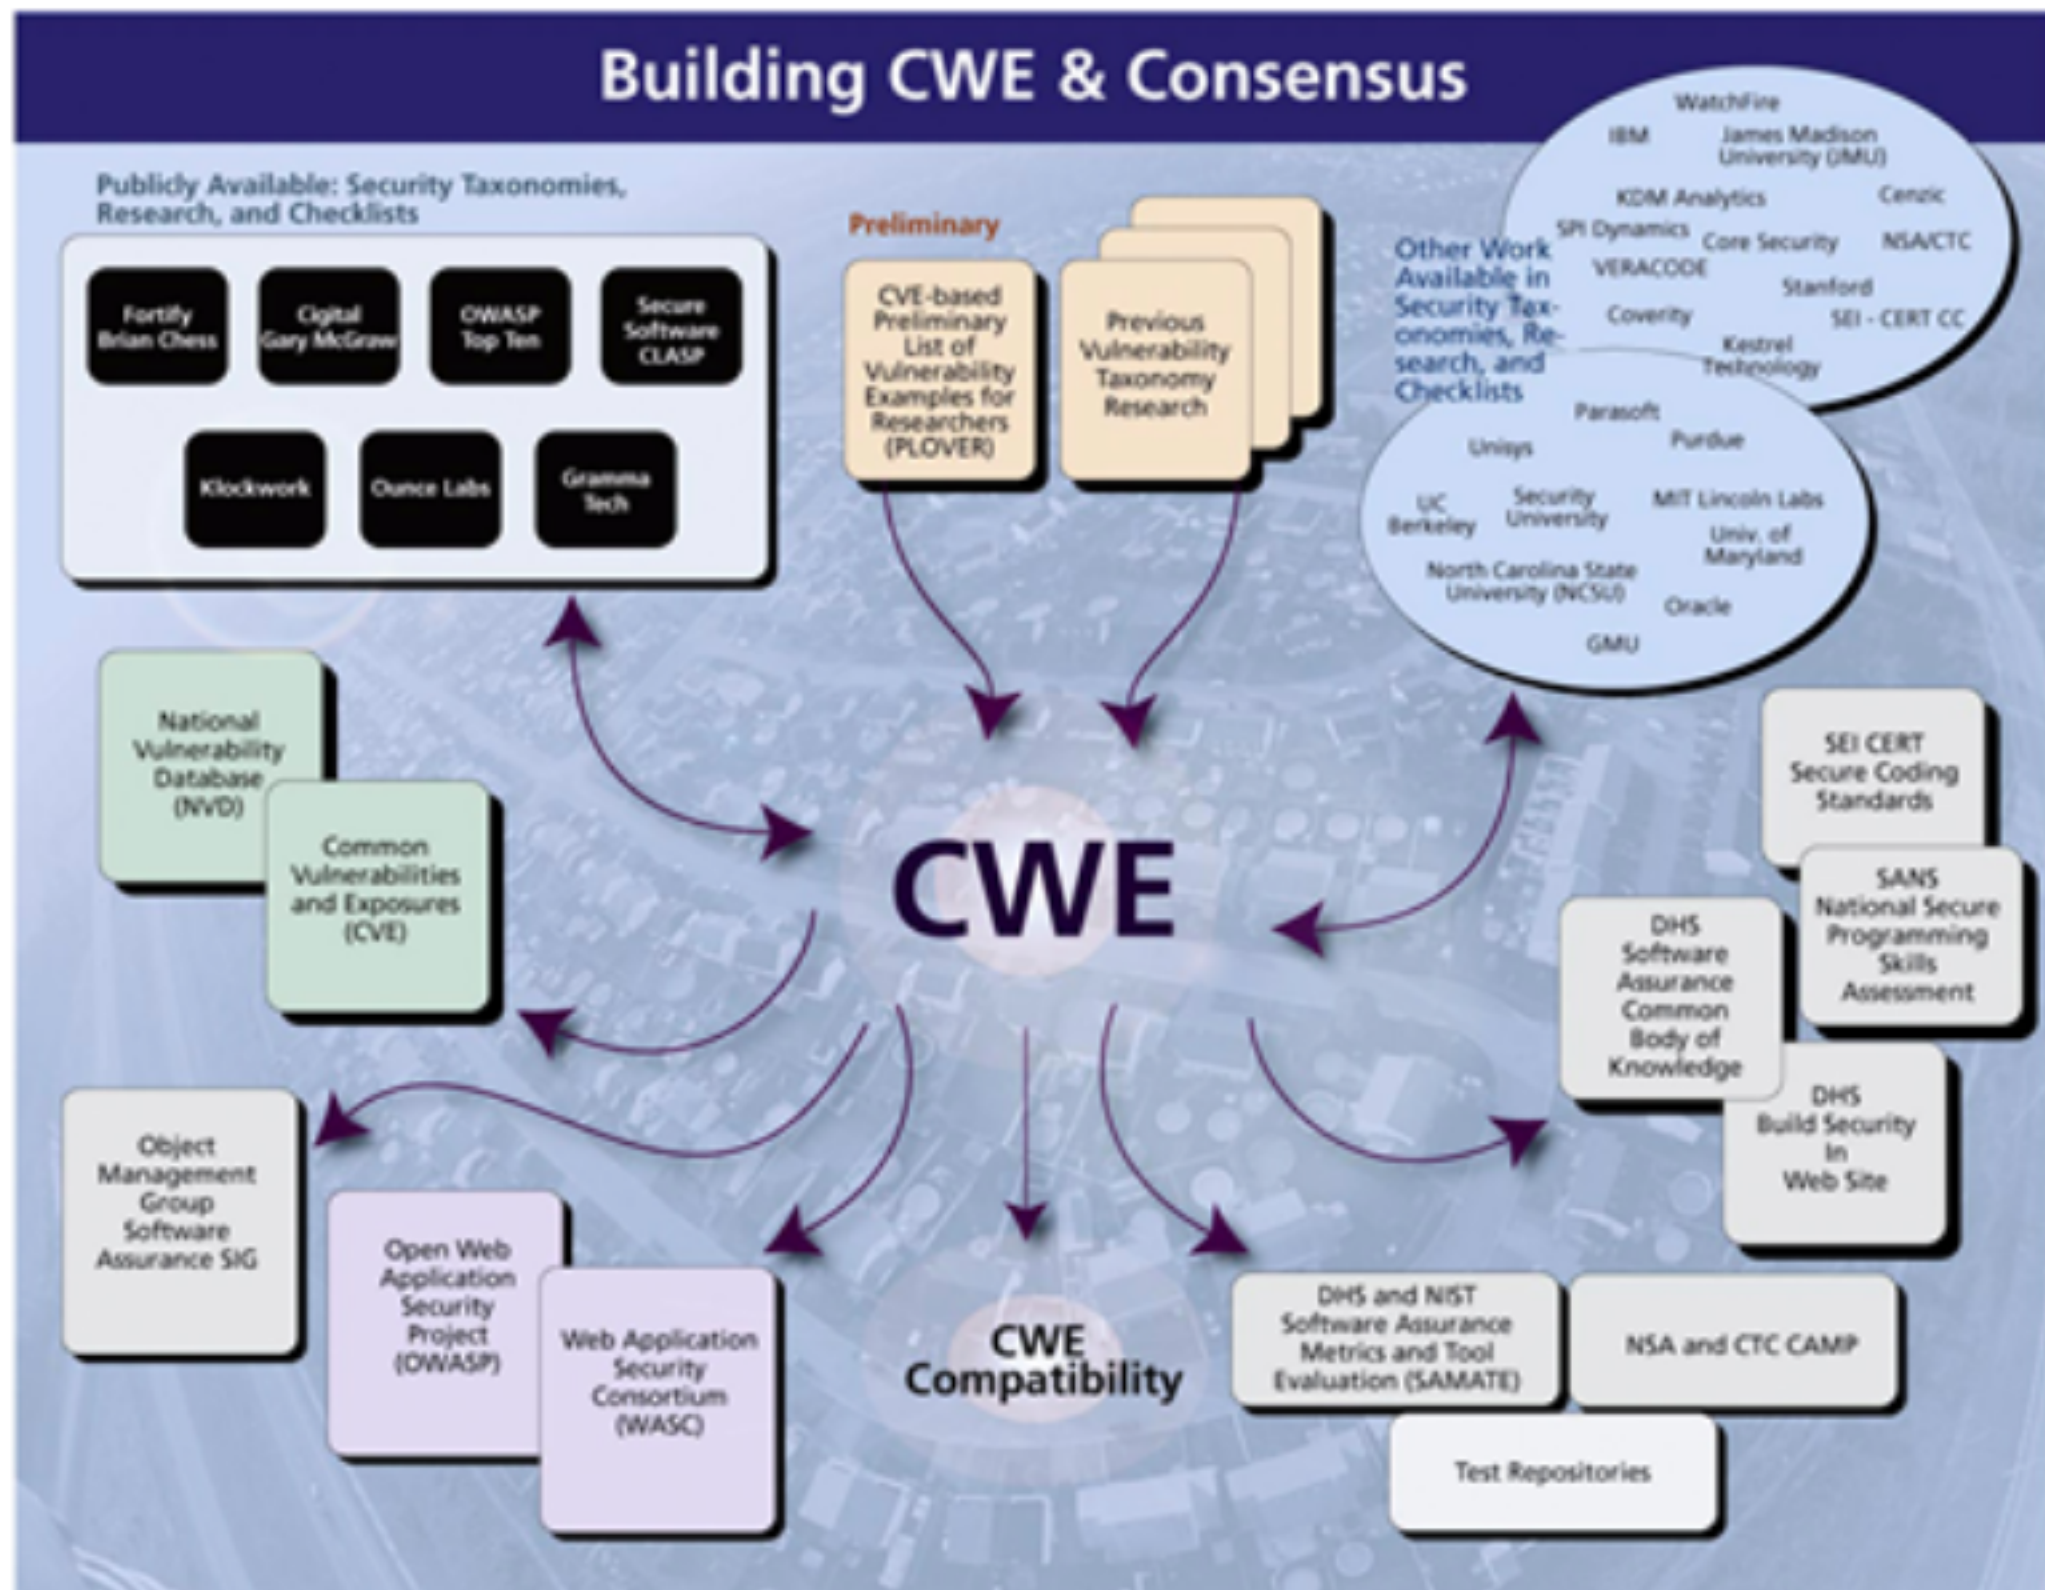 Building CWE & Consensus
Publicly Available: Security Taxonomies,
Research, and Checklists
Fortify
Brian Chess
Cigital
Gary McGraw
OWASP
Top Ten
Secure
Software
CLASP
Klockwork
Ounce Labs
Gramma
Tech
Preliminary
CVE-based
Preliminary
List of
Vulnerability
Examples for
Researchers
(PLOVER)
Previous
Vulnerability
Taxonomy
Research
Other Work
Available in
Security Tax-
onomies, Re-
search, and
Checklists
WatchFire
IBM
James Madison
University (JMU)
KDM Analytics
Cenzic
SPI Dynamics
Core Security
NSA/CTC
VERACODE
Stanford
Coverity
SEI - CERT CC
Kestrel
Technology
Parasoft
Unisys
Purdue
UC
Berkeley
Security
University
MIT Lincoln Labs
Univ. of
Maryland
North Carolina State
University (NCSU)
Oracle
GMU
National
Vulnerability
Database
(NVD)
Common
Vulnerabilities
and Exposures
(CVE)
CWE
SEI CERT
Secure Coding
Standards
SANS
National Secure
Programming
Skills
Assessment
DHS
Software
Assurance
Common
Body of
Knowledge
DHS
Build Security
In
Web Site
Object
Management
Group
Software
Assurance SIG
Open Web
Application
Security
Project
(OWASP)
Web Application
Security
Consortium
(WASC)
CWE
Compatibility
DHS and NIST
Software Assurance
Metrics and Tool
Evaluation (SAMATE)
NSA and CTC CAMP
Test Repositories